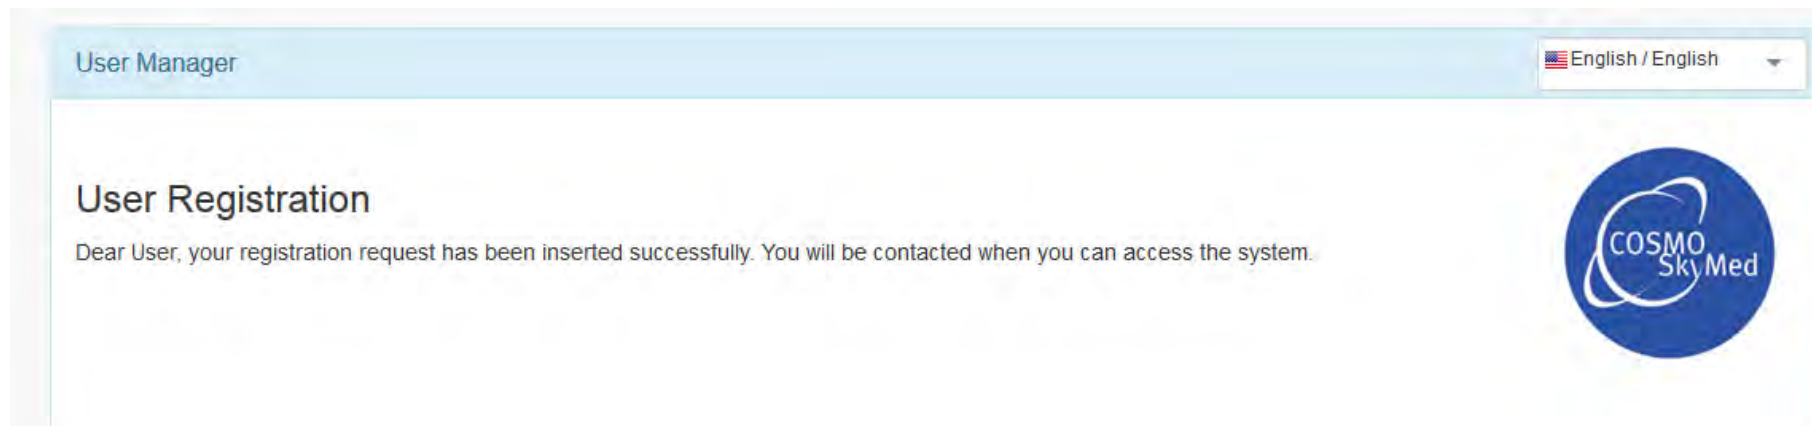 User Manager
English / English
User Registration
Dear User, your registration request has been inserted successfully. You will be contacted when you can access the system.
COSMO
SkyMed